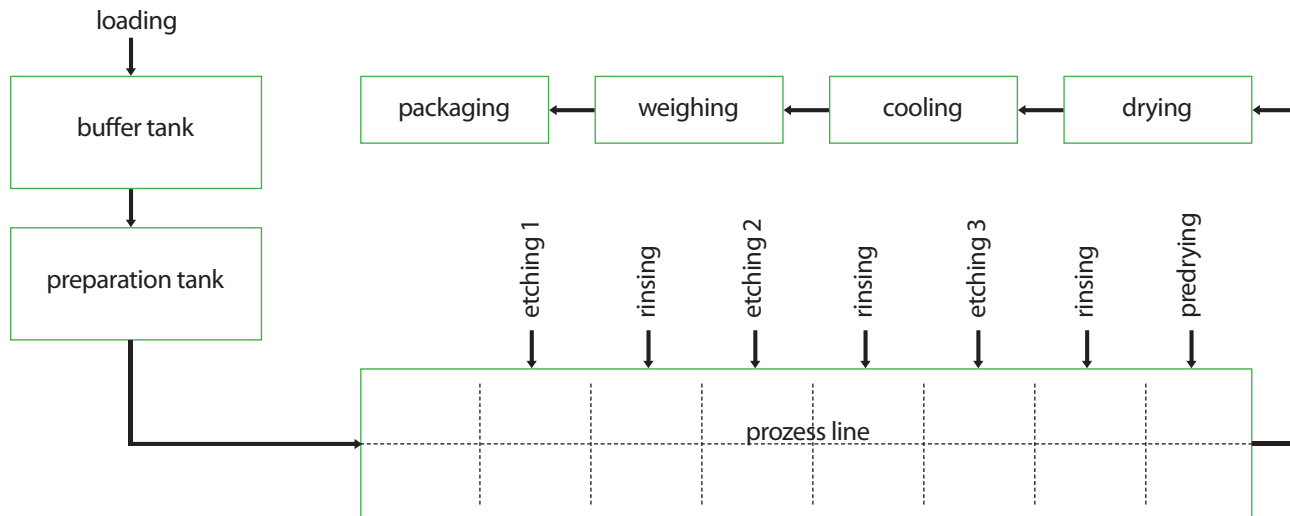 loading
buffer tank
preparation tank
packaging
weighing
cooling
drying
etching 1
rinsing
etching 2
rinsing
etching 3
rinsing
predrying
prozess line